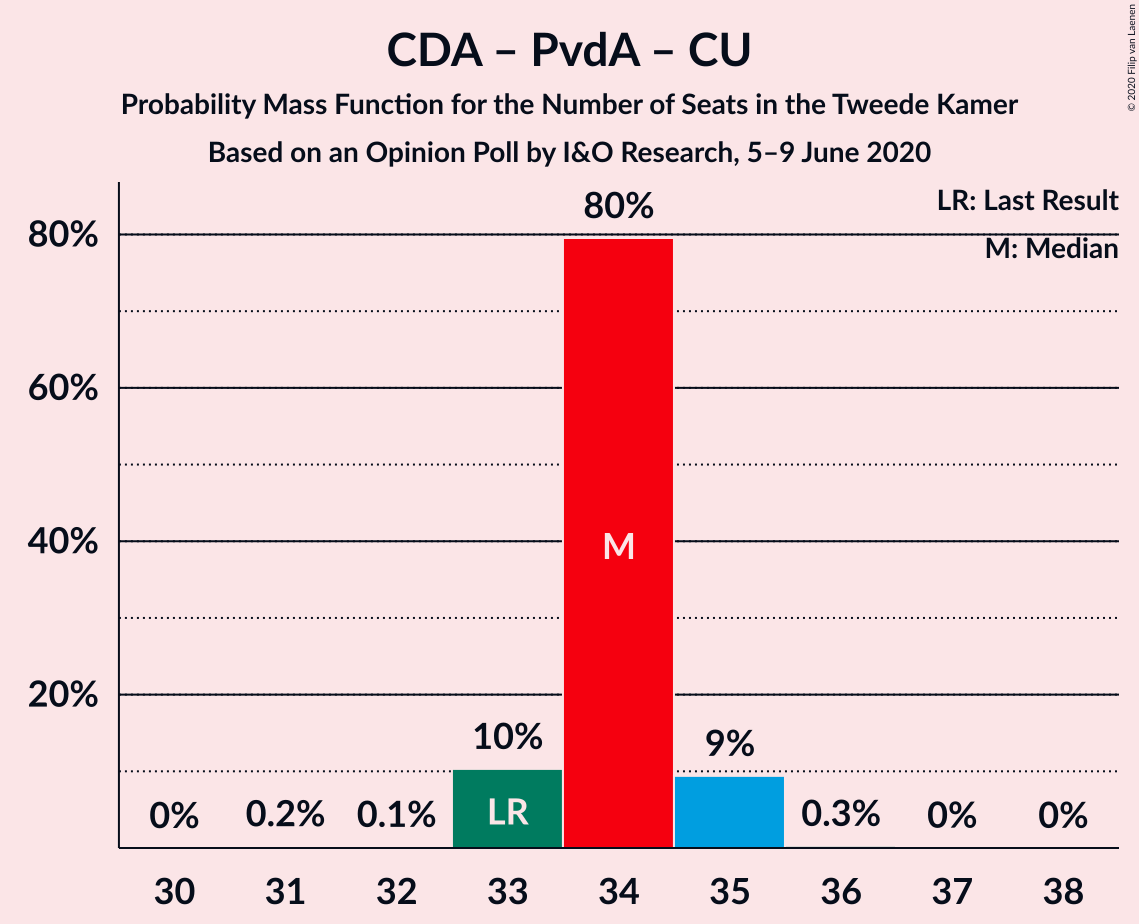 CDA – PvdA – CU
Probability Mass Function for the Number of Seats in the Tweede Kamer
Based on an Opinion Poll by I&O Research, 5–9 June 2020
© 2020 Filip van Laenen
LR: Last Result
M: Median
80%
60%
40%
20%
0%
0.2%
0.1%
10%
80%
9%
0.3%
0%
0%
LR
M
30 31 32 33 34 35 36 37 38